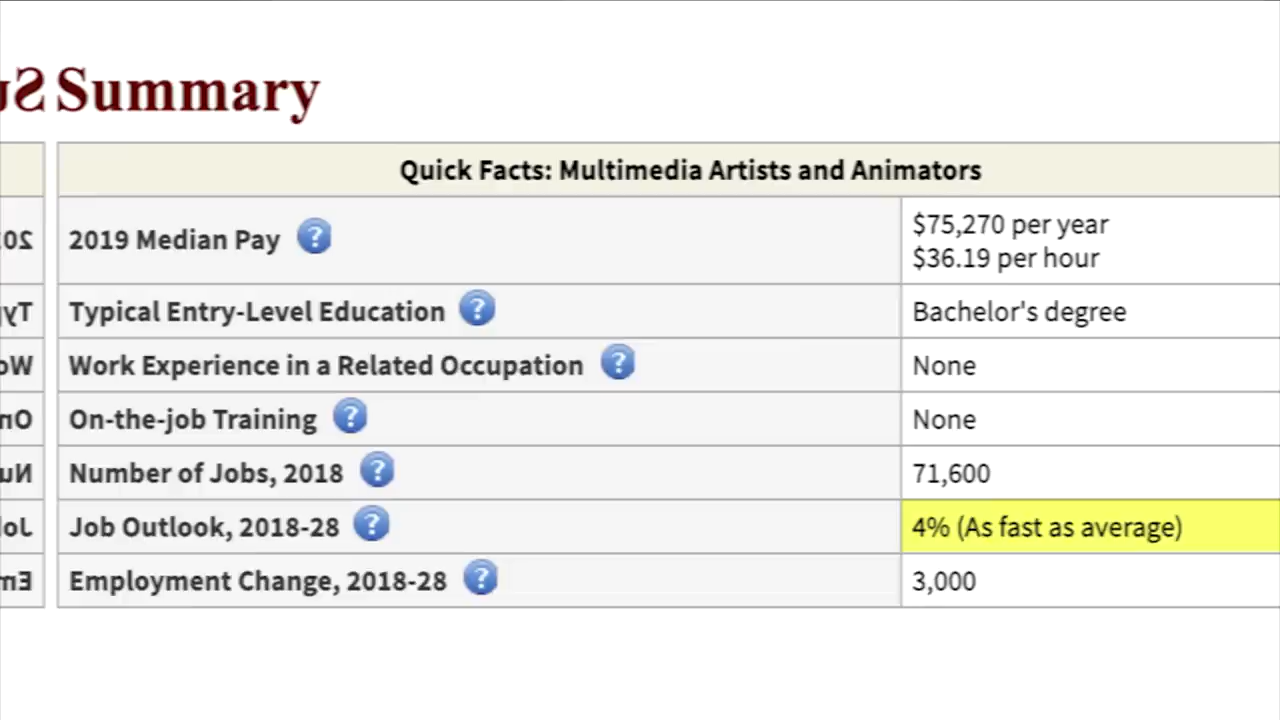 Summary
Quick Facts: Multimedia Artists and Animators
2019 Median Pay ?
$75,270 per year
$36.19 per hour
Typical Entry-Level Education ?
Bachelor's degree
Work Experience in a Related Occupation ?
None
On-the-job Training ?
None
Number of Jobs, 2018 ?
71,600
Job Outlook, 2018-28 ?
4% (As fast as average)
Employment Change, 2018-28 ?
3,000